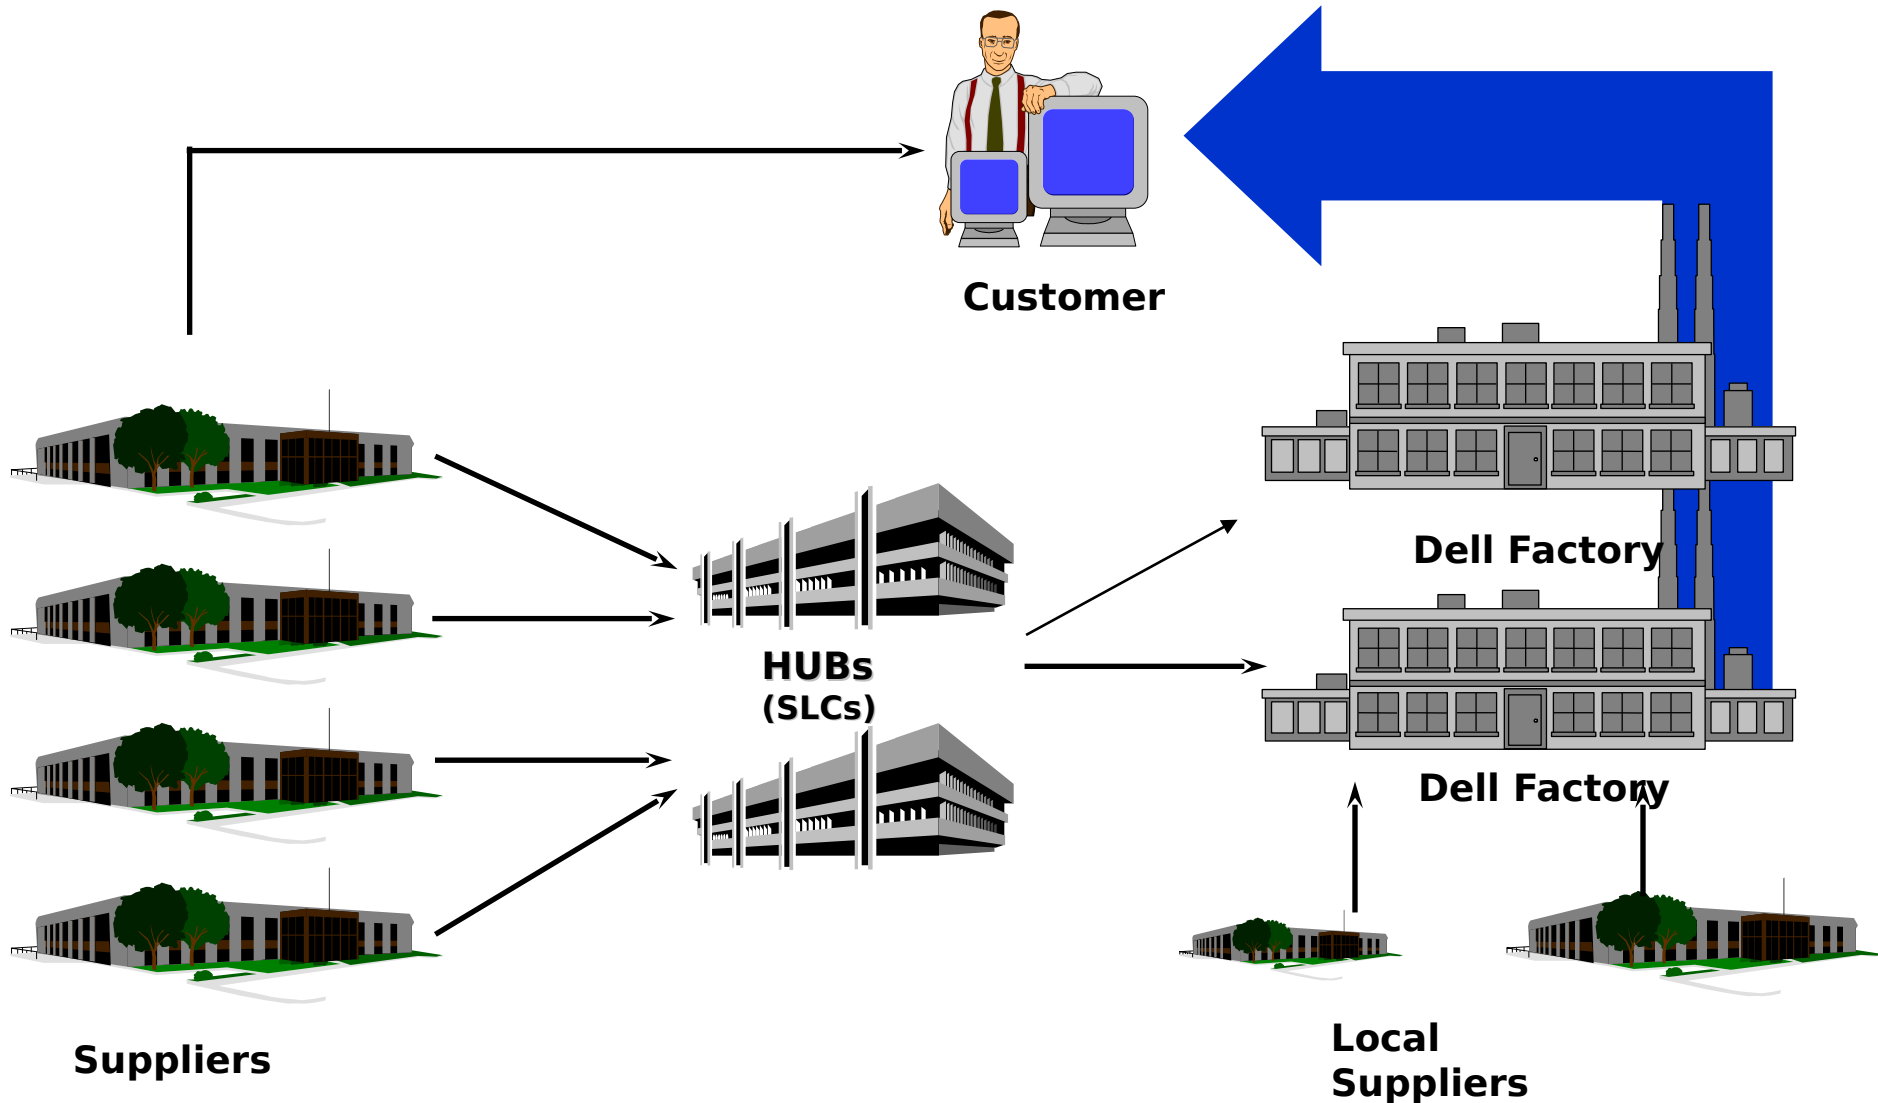 Customer
Dell Factory
HUBs
(SLCs)
Dell Factory
Local
Suppliers
Suppliers